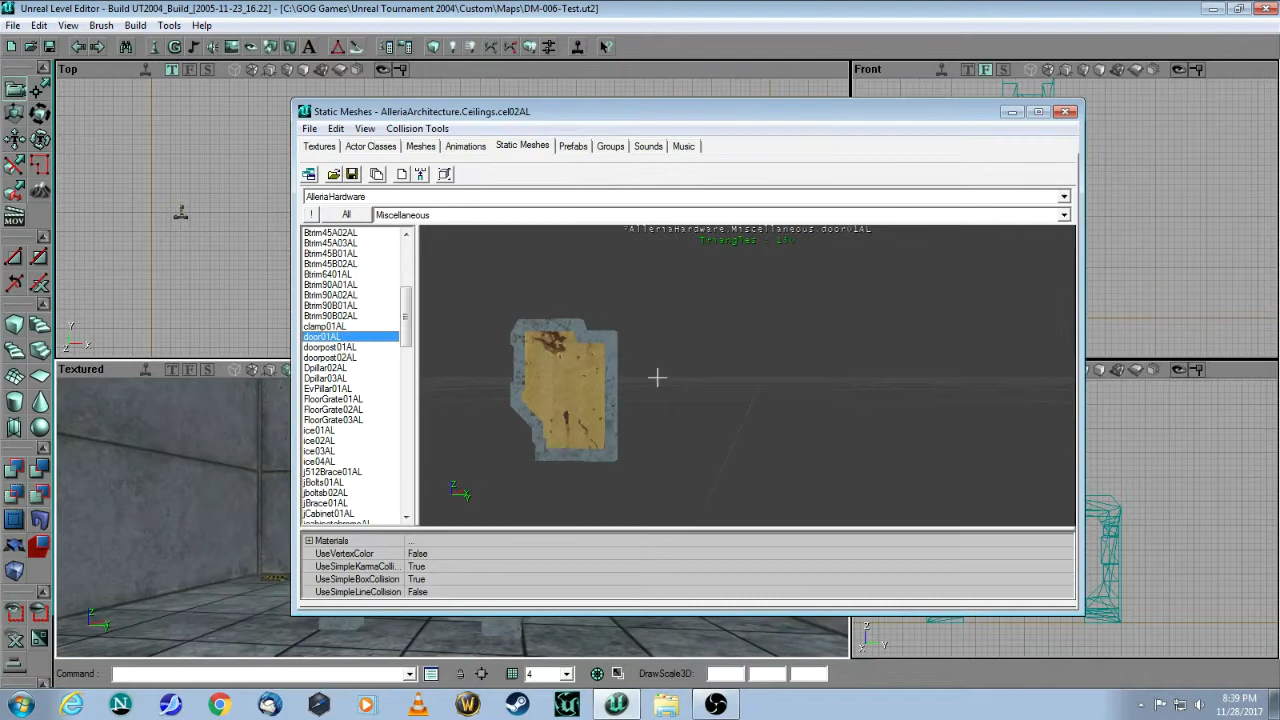 Unreal Level Editor - Build UT2004_Build_[2005-11-23_16.22] - [C:\GOG Games\Unreal Tournament 2004\Custom\Maps\DM-006-Test.ut2]
File Edit View Brush Build Tools Help
Top T F S
Front T F S
Static Meshes - AlleriaArchitecture.Ceilings.cel02AL
File Edit View Collision Tools
Textures Actor Classes Meshes Animations Static Meshes Prefabs Groups Sounds Music
AlleriaHardware
! All Miscellaneous
Btrim45A02AL
Btrim45A03AL
Btrim45B01AL
Btrim45B02AL
Btrim6401AL
Btrim90A01AL
Btrim90A02AL
Btrim90B01AL
Btrim90B02AL
clamp01AL
door01AL
doorpost01AL
doorpost02AL
Dpillar02AL
Dpillar03AL
EvPillar01AL
FloorGrate01AL
FloorGrate02AL
FloorGrate03AL
ice01AL
ice02AL
ice03AL
ice04AL
j512Brace01AL
jBolts01AL
jboltsb02AL
jBrace01AL
jCabinet01AL
AlleriaHardware.Miscellaneous.door01AL
Triangles : 130
Z Y
Materials ...
UseVertexColor False
UseSimpleKarmaColli... True
UseSimpleBoxCollision True
UseSimpleLineCollision False
Y
Z X
Textured T F S
MOV
Z Y
Z
X Y
Command : 4 DrawScale3D:
8:39 PM
11/28/2017